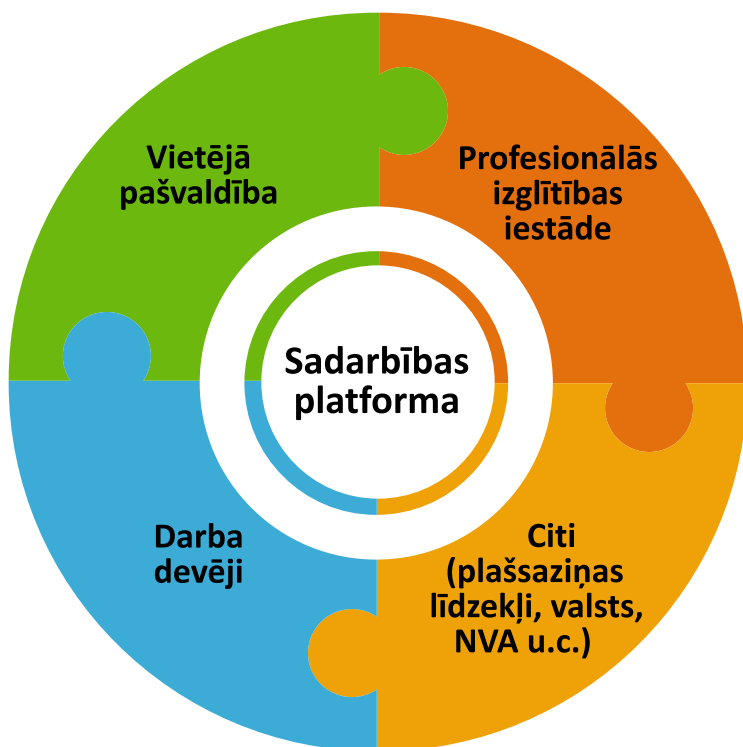 Vietējā
pašvaldība
Profesionālās
izglītības
iestāde
Sadarbības
platforma
Darba
devēji
Citi
(plašsaziņas
līdzekļi, valsts,
NVA u.c.)